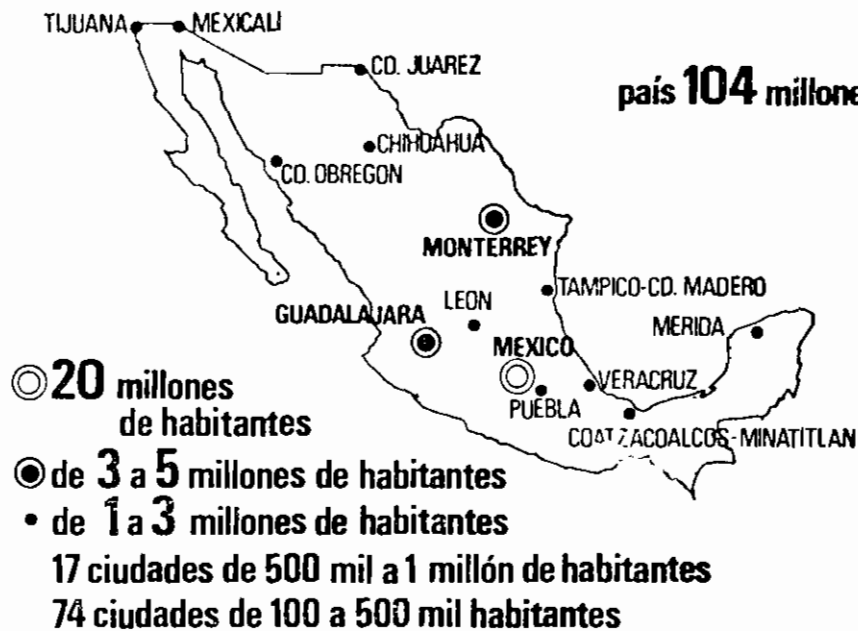 TIJUANA
MEXICALI
CD. JUAREZ
país 104 millone
CHIHUAHUA
CD. OBREGON
MONTERREY
TAMPICO-CD. MADERO
LEON
GUADALAJARA
MERIDA
MEXICO
VERACRUZ
PUEBLA
COATZACOALCOS-MINATITLAN
20 millones
de habitantes
de 3 a 5 millones de habitantes
de 1 a 3 millones de habitantes
17 ciudades de 500 mil a 1 millón de habitantes
74 ciudades de 100 a 500 mil habitantes